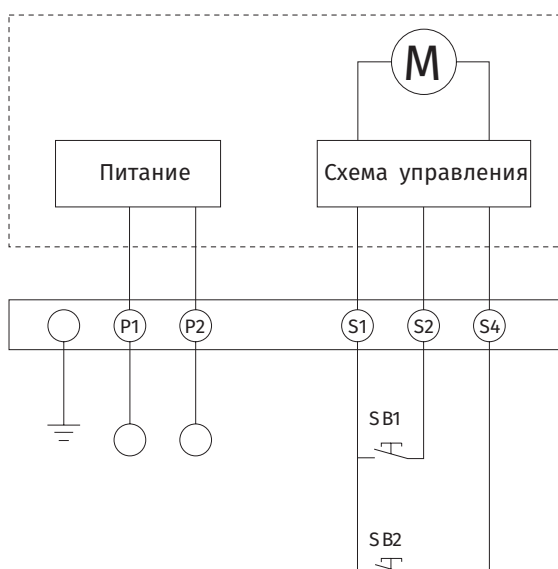 M
Питание
Схема управления
P1 P2 S1 S2 S4
SB1
SB2